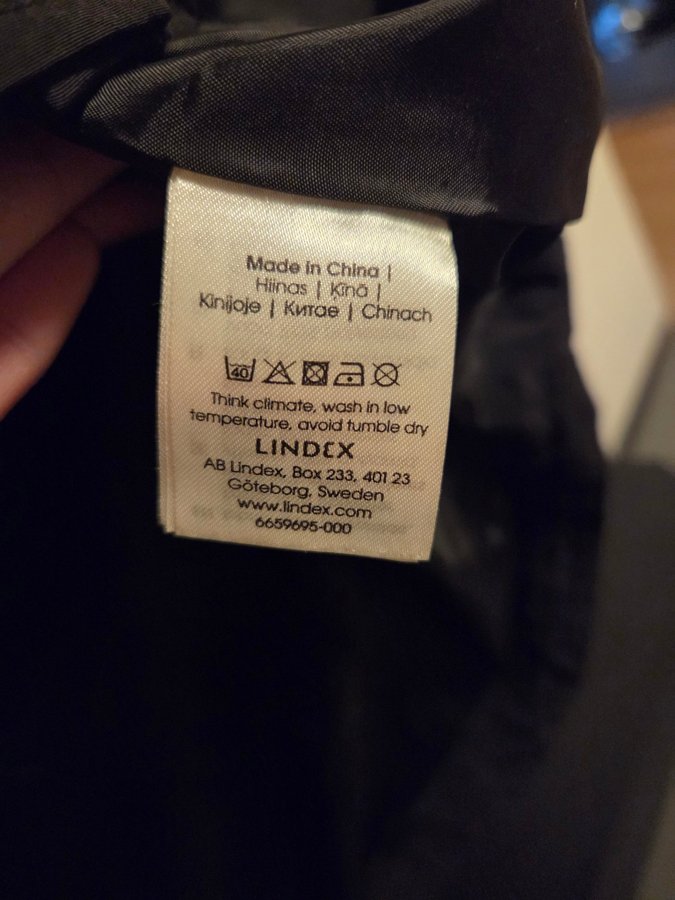 Made in China |
Hiinas | Ķīnā |
Kinijoje | Китае | Chinach
40
Think climate, wash in low
temperature, avoid tumble dry
LINDEX
AB Lindex, Box 233, 401 23
Göteborg, Sweden
www.lindex.com
6659695-000